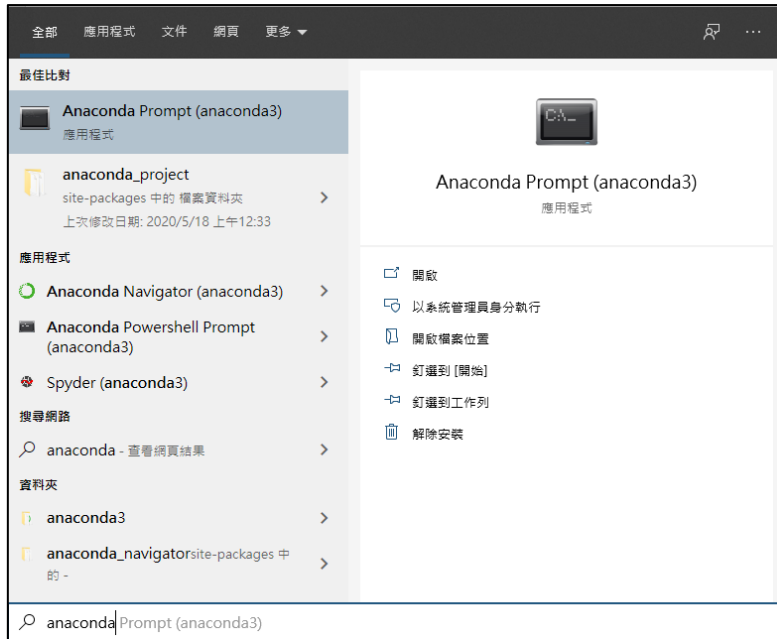 全部 應用程式 文件 網頁 更多
最佳比對
Anaconda Prompt (anaconda3)
應用程式
anaconda_project
site-packages 中的 檔案資料夾
上次修改日期: 2020/5/18 上午12:33
應用程式
Anaconda Navigator (anaconda3)
Anaconda Powershell Prompt
(anaconda3)
Spyder (anaconda3)
搜尋網路
anaconda - 查看網頁結果
資料夾
anaconda3
anaconda_navigatorsite-packages 中
的 -
anaconda Prompt (anaconda3)
C:\_
Anaconda Prompt (anaconda3)
應用程式
開啟
以系統管理員身分執行
開啟檔案位置
釘選到 [開始]
釘選到工作列
解除安裝